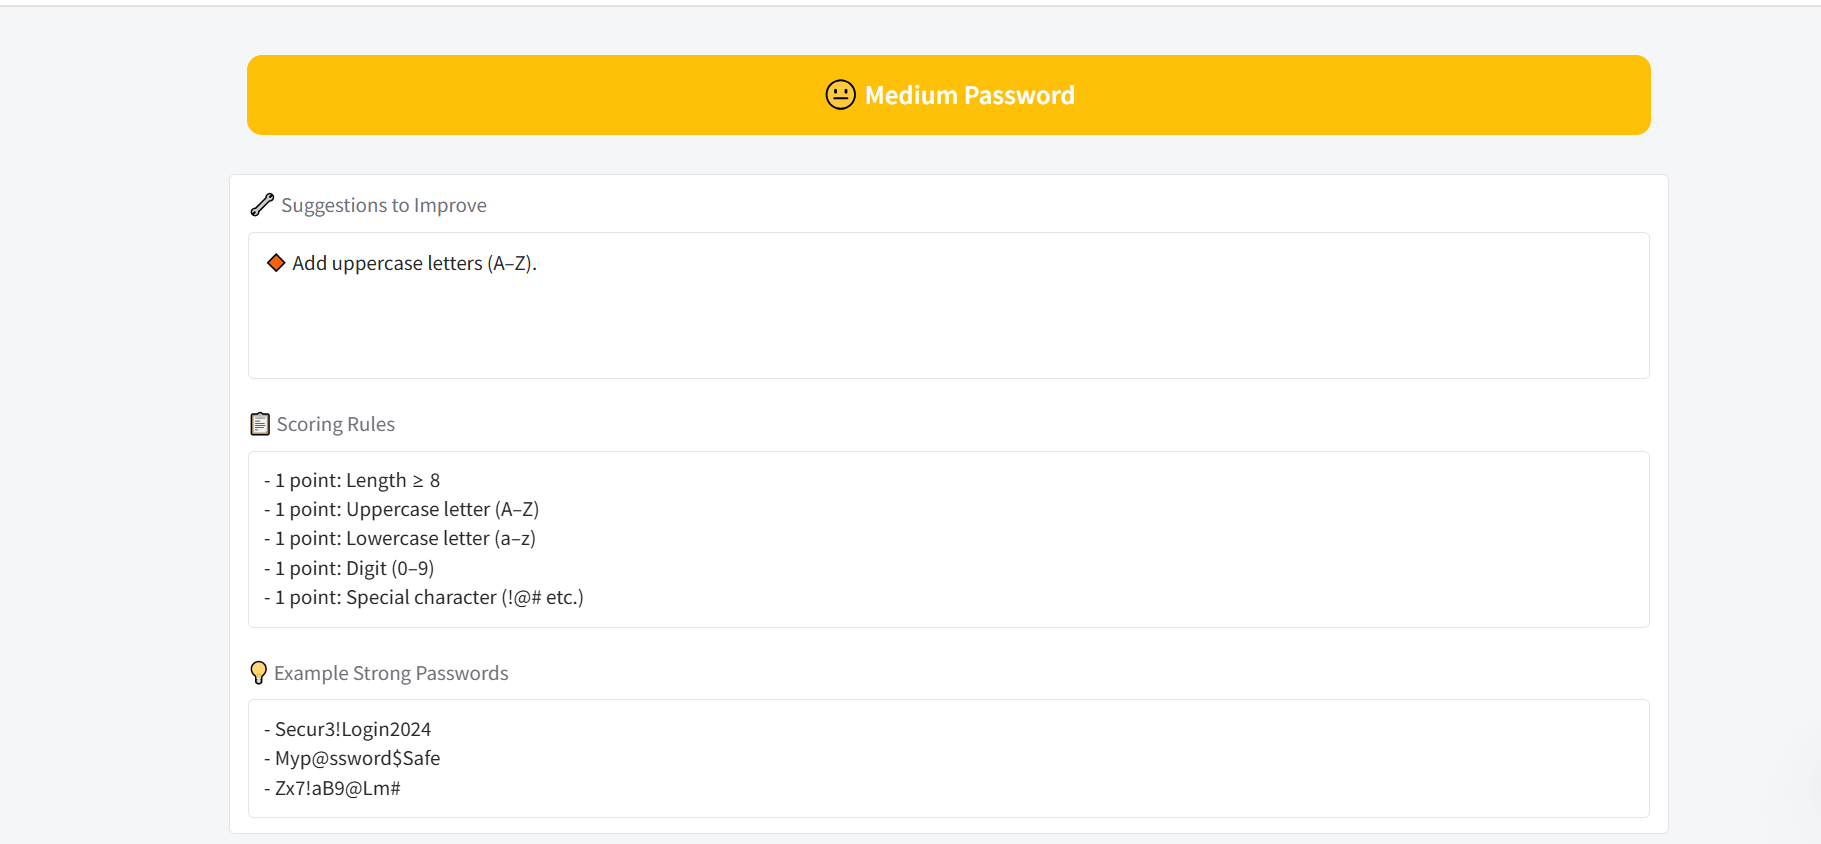 😐 Medium Password
🔧 Suggestions to Improve
🔸 Add uppercase letters (A–Z).
📋 Scoring Rules
- 1 point: Length ≥ 8
- 1 point: Uppercase letter (A–Z)
- 1 point: Lowercase letter (a–z)
- 1 point: Digit (0–9)
- 1 point: Special character (!@# etc.)
💡 Example Strong Passwords
- Secur3!Login2024
- Myp@ssword$Safe
- Zx7!aB9@Lm#